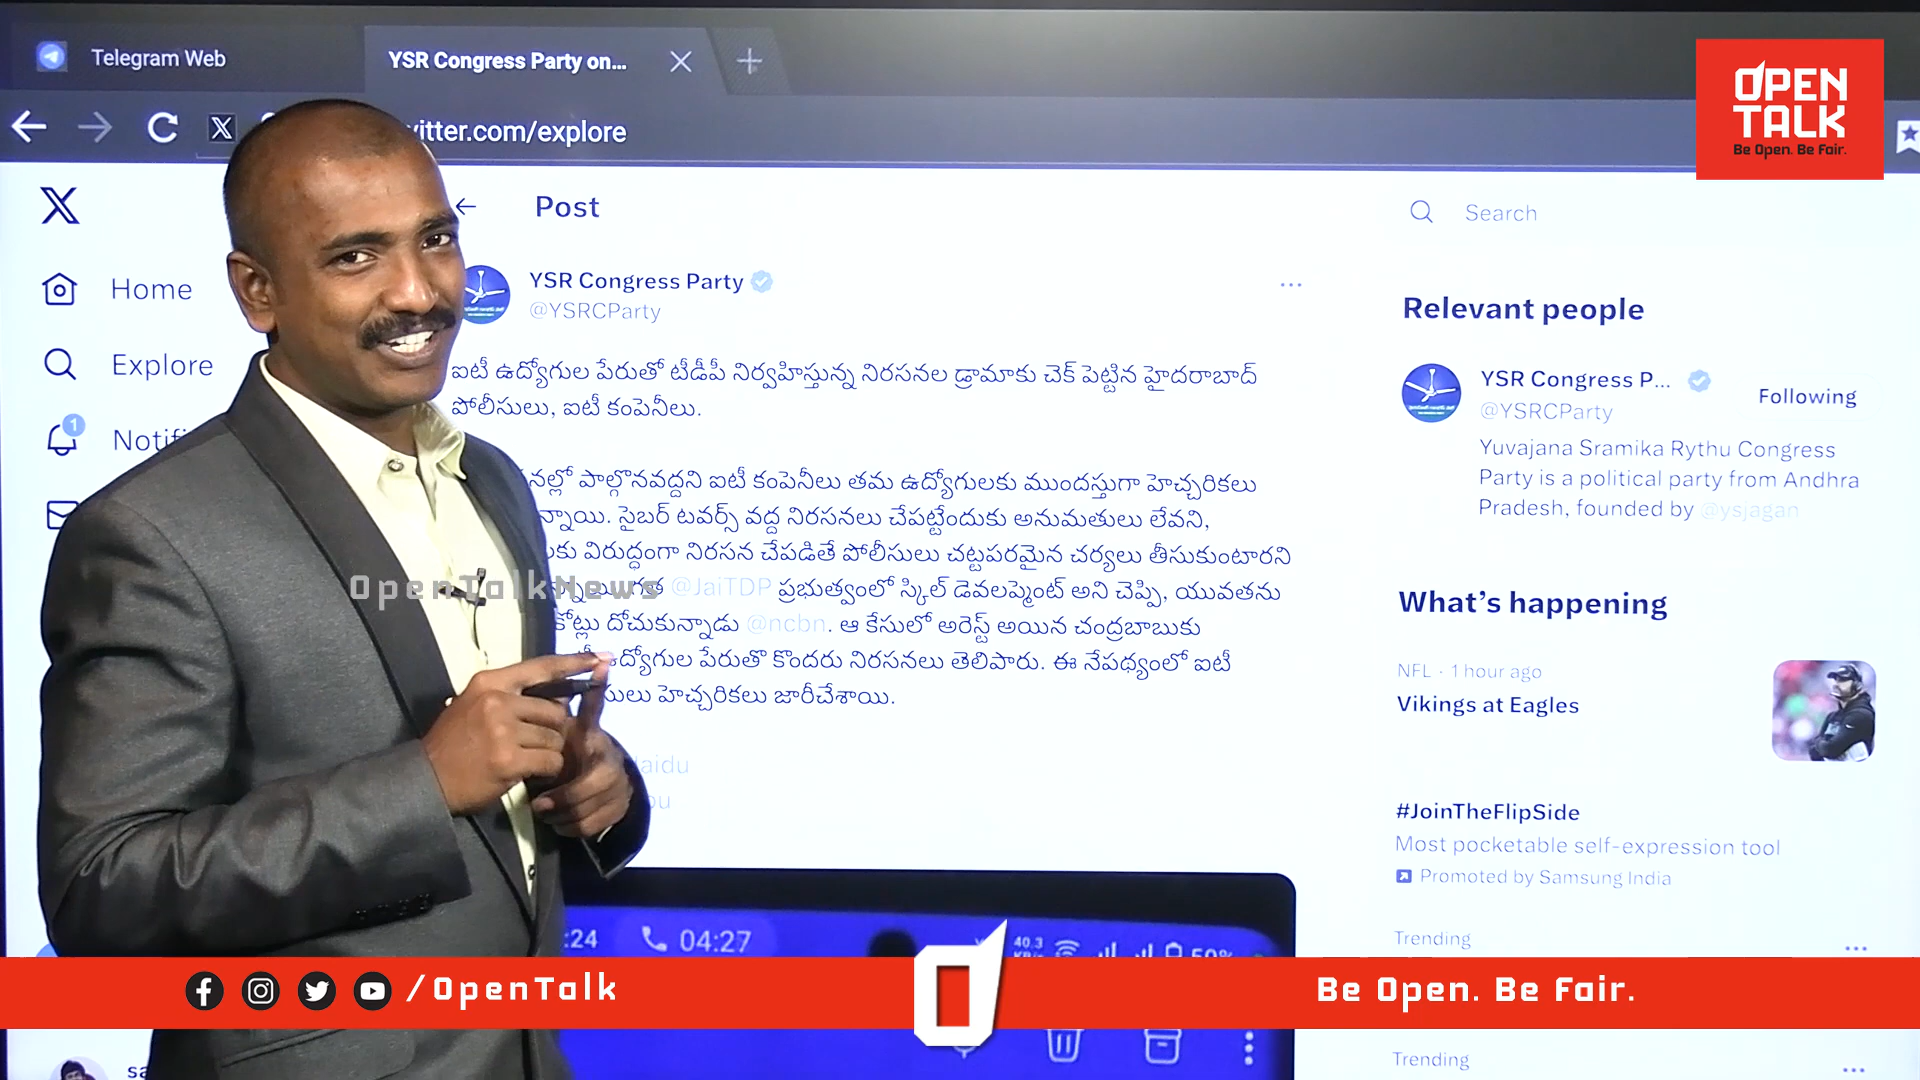 Telegram Web
YSR Congress Party on...
OPEN
TALK
Be Open. Be Fair.
witter.com/explore
X
Post
Search
Home
Explore
1
YSR Congress Party
@YSRCParty
Relevant people
YSR Congress P...
@YSRCParty
Following
Yuvajana Sramika Rythu Congress
Party is a political party from Andhra
Pradesh, founded by @ysjagan
ఐటీ ఉద్యోగుల పేరుతో టీడీపీ నిర్వహిస్తున్న నిరసనల డ్రామాకు చెక్ పెట్టిన హైదరాబాద్
పోలీసులు, ఐటీ కంపెనీలు.
నల్లో పాల్గొనవద్దని ఐటీ కంపెనీలు తమ ఉద్యోగులకు ముందస్తుగా హెచ్చరికలు
న్నాయి. సైబర్ టవర్స్ వద్ద నిరసనలు చేపట్టేందుకు అనుమతులు లేవని,
కు విరుద్ధంగా నిరసన చేపడితే పోలీసులు చట్టపరమైన చర్యలు తీసుకుంటారని
గత @JaiTDP ప్రభుత్వంలో స్కిల్ డెవలప్మెంట్ అని చెప్పి, యువతను
కోట్లు దోచుకున్నాడు @ncbn. ఆ కేసులో అరెస్ట్ అయిన చంద్రబాబుకు
ఉద్యోగుల పేరుతొ కొందరు నిరసనలు తెలిపారు. ఈ నేపథ్యంలో ఐటీ
సులు హెచ్చరికలు జారీచేశాయి.
OpenTalkNews
What's happening
NFL · 1 hour ago
Vikings at Eagles
#JoinTheFlipSide
Most pocketable self-expression tool
Promoted by Samsung India
Trending
Trending
:24
04:27
40.3
/OpenTalk
Be Open. Be Fair.